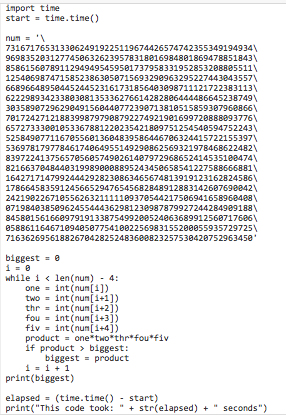 import time
start = time.time()
num = '\
73167176531330624919225119674426574742355349194934\
96983520312774506326239578318016984801869478851843\
85861560789112949495459501737958331952853208805511\
12540698747158523863050715693290963295227443043557\
66896648950445244523161731856403098711121722383113\
62229893423380308135336276614282806444486645238749\
30358907296290491560440772390713810515859307960866\
70172427121883998797908792274921901699720888093776\
65727333001053367881220235421809751254540594752243\
52584907711670556013604839586446706324415722155397\
53697817977846174064955149290862569321978468622482\
83972241375657056057490261407972968652414535100474\
82166370484403199890008895243450658541227588666881\
16427171479924442928230863465674813919123162824586\
17866458359124566529476545682848912883142607690042\
24219022671055626321111109370544217506941658960408\
07198403850962455444362981230987879927244284909188\
84580156166097919133875499200524063689912560717606\
05886116467109405077541002256983155200055935729725\
71636269561882670428252483600823257530420752963450'
biggest = 0
i = 0
while i < len(num) - 4:
one = int(num[i])
two = int(num[i+1])
thr = int(num[i+2])
fou = int(num[i+3])
fiv = int(num[i+4])
product = one*two*thr*fou*fiv
if product > biggest:
biggest = product
i = i + 1
print(biggest)
elapsed = (time.time() - start)
print("This code took: " + str(elapsed) + " seconds")